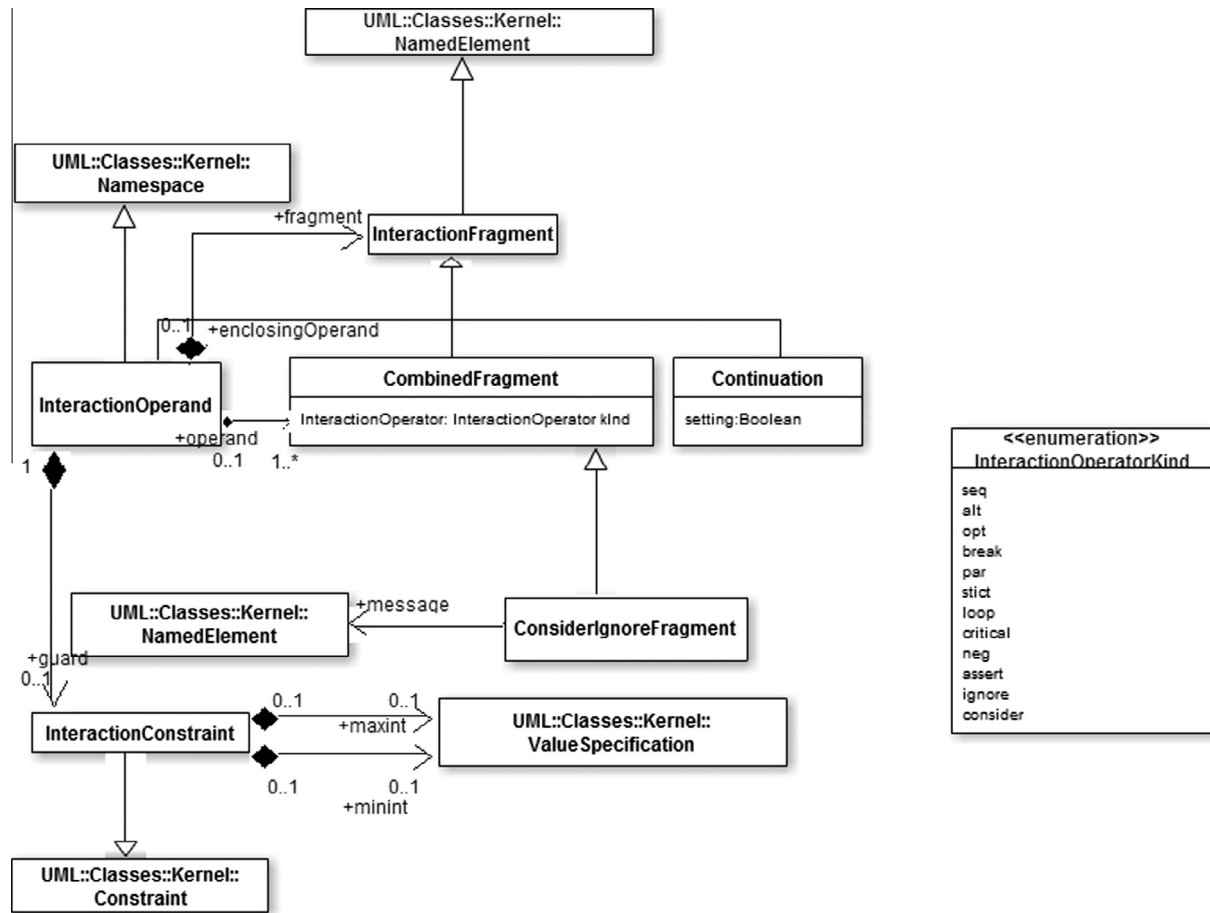 UML::Classes::Kernel::
NamedElement
UML::Classes::Kernel::
Namespace
+fragment
InteractionFragment
0..1
+enclosingOperand
InteractionOperand
CombinedFragment
InteractionOperator: InteractionOperator kInd
Continuation
setting:Boolean
+operand
0..1
1..*
1
<<enumeration>>
InteractionOperatorKind
seq
alt
opt
break
par
stict
loop
critical
neg
assert
ignore
consider
UML::Classes::Kernel::
NamedElement
+message
ConsiderIgnoreFragment
+guard
0..1
InteractionConstraint
0..1
0..1
+maxint
UML::Classes::Kernel::
ValueSpecification
0..1
0..1
+minint
UML::Classes::Kernel::
Constraint